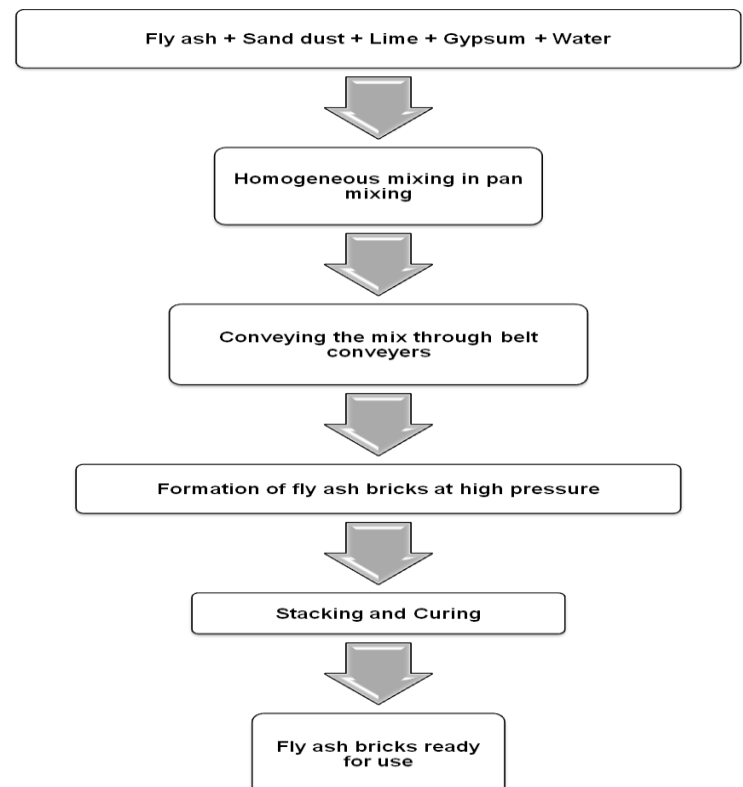 Fly ash + Sand dust + Lime + Gypsum + Water
Homogeneous mixing in pan
mixing
Conveying the mix through belt
conveyers
Formation of fly ash bricks at high pressure
Stacking and Curing
Fly ash bricks ready
for use